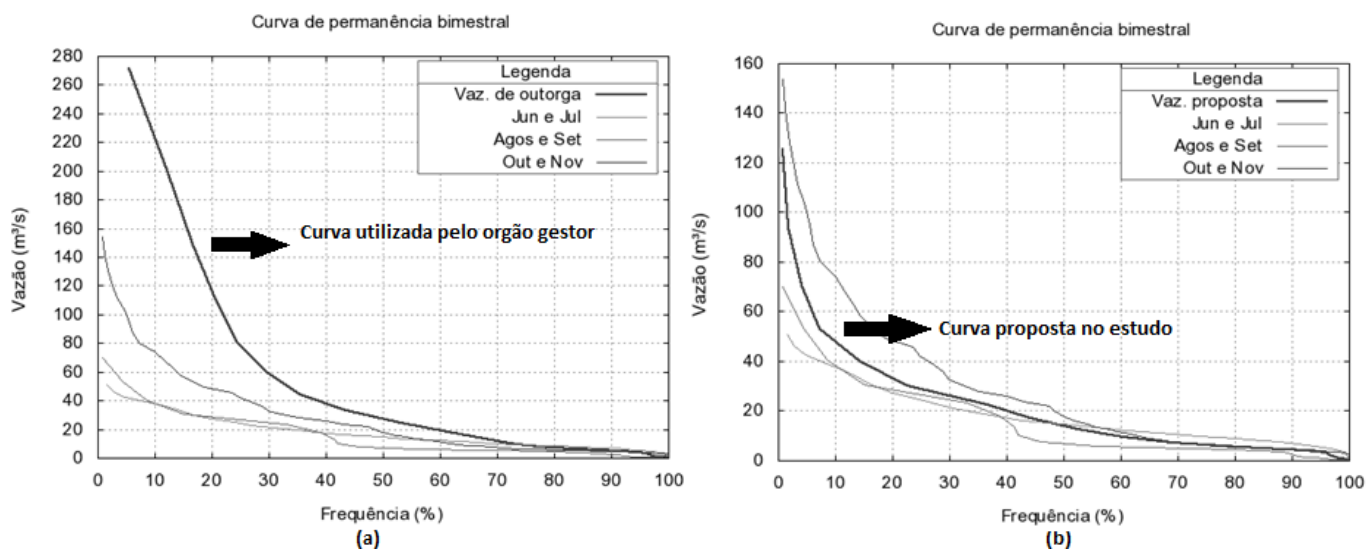 Curva de permanência bimestral
280
260
240
220
200
180
160
140
120
100
80
60
40
20
0
Vazão (m³/s)
Legenda
Vaz. de outorga
Jun e Jul
Agos e Set
Out e Nov
Curva utilizada pelo orgão gestor
0 10 20 30 40 50 60 70 80 90 100
Frequência (%)
(a)
Curva de permanência bimestral
160
140
120
100
80
60
40
20
0
Vazão (m³/s)
Legenda
Vaz. proposta
Jun e Jul
Agos e Set
Out e Nov
Curva proposta no estudo
0 10 20 30 40 50 60 70 80 90 100
Frequência (%)
(b)